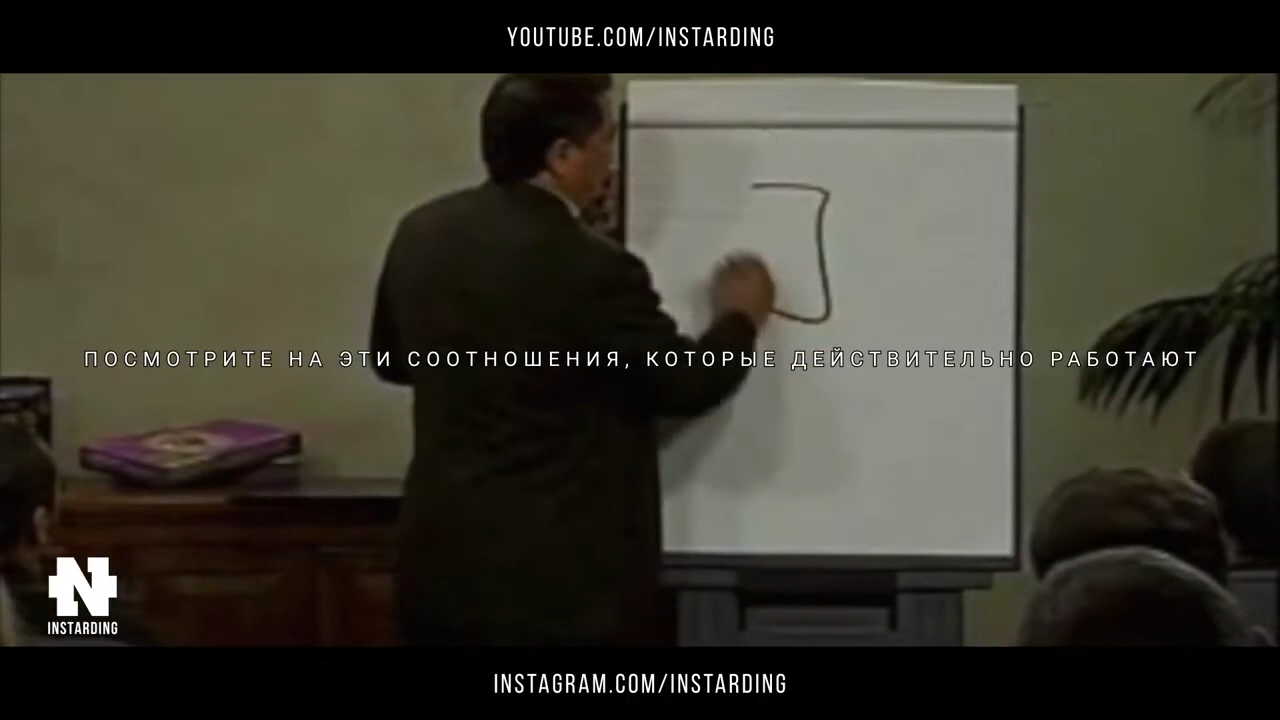 YOUTUBE.COM/INSTARDING
ПОСМОТРИТЕ НА ЭТИ СООТНОШЕНИЯ, КОТОРЫЕ ДЕЙСТВИТЕЛЬНО РАБОТАЮТ
N
INSTARDING
INSTAGRAM.COM/INSTARDING